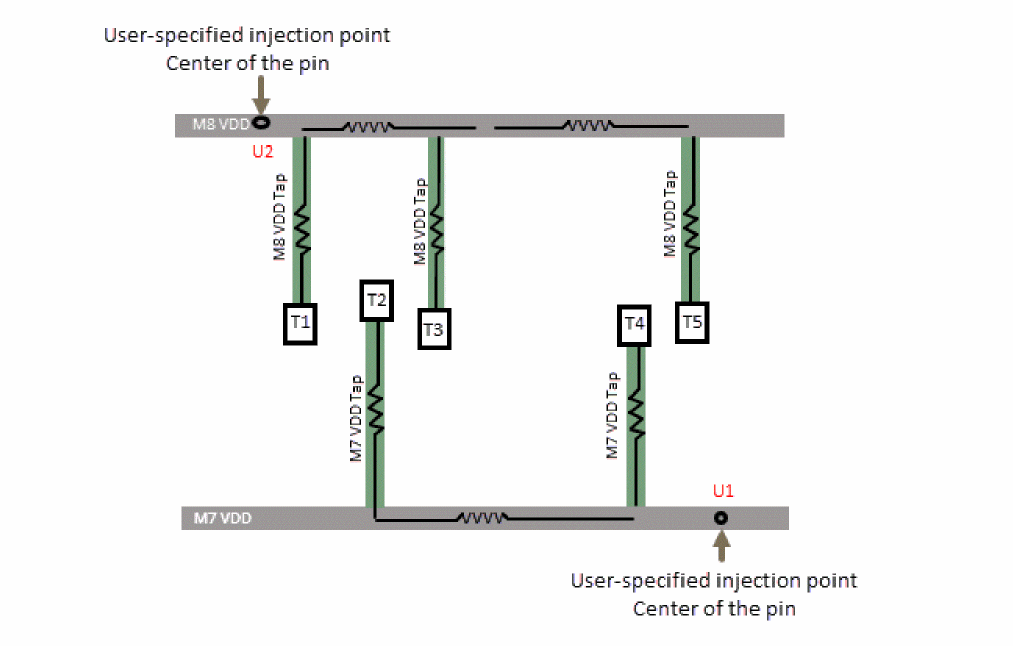 User-specified injection point
Center of the pin
M8 VDD
U2
M8 VDD Tap
M8 VDD Tap
M8 VDD Tap
T1
T2
T3
T4
T5
M7 VDD Tap
M7 VDD Tap
U1
M7 VDD
User-specified injection point
Center of the pin